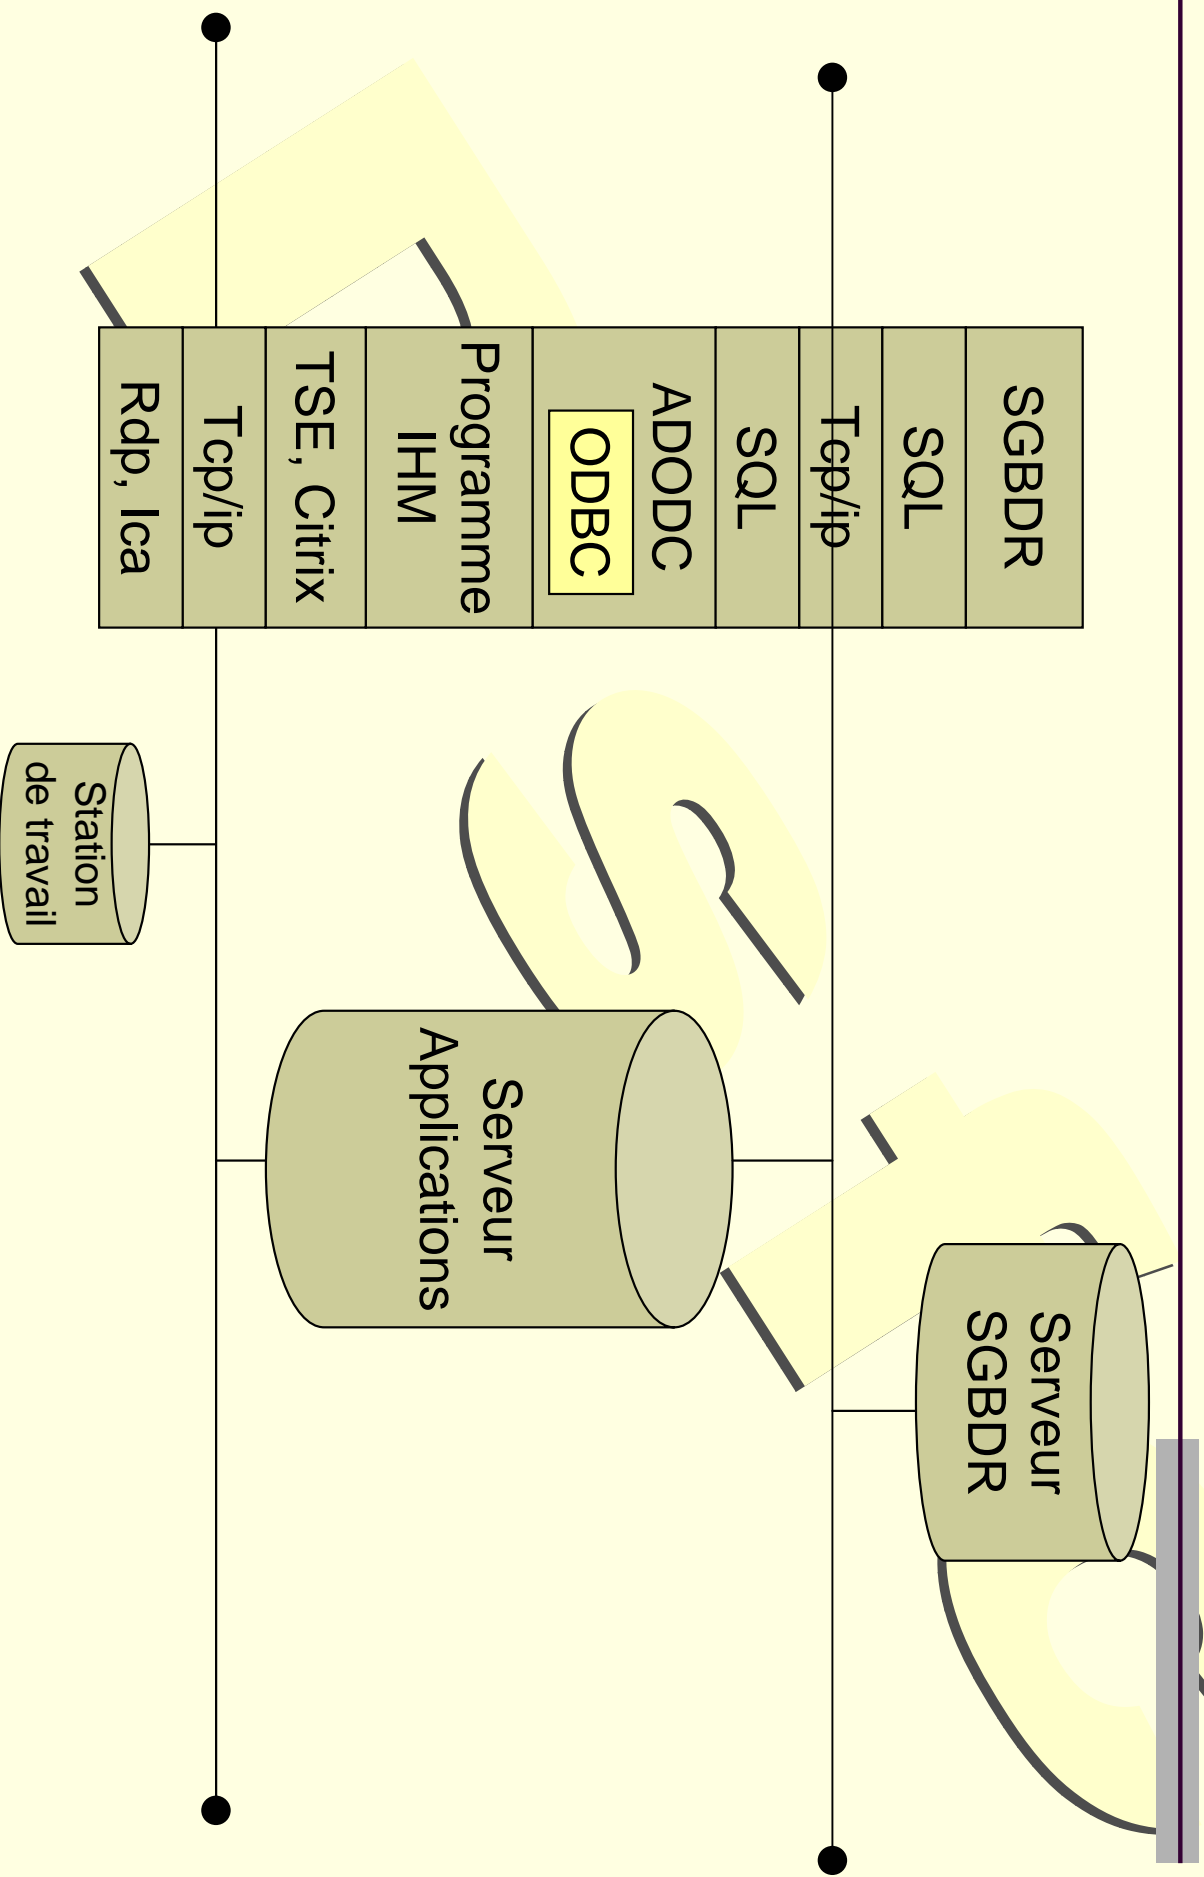 SGBDR
SQL
Tcp/ip
SQL
ADODC
ODBC
Programme
IHM
TSE, Citrix
Tcp/ip
Rdp, Ica
Serveur
SGBDR
Serveur
Applications
Station
de travail